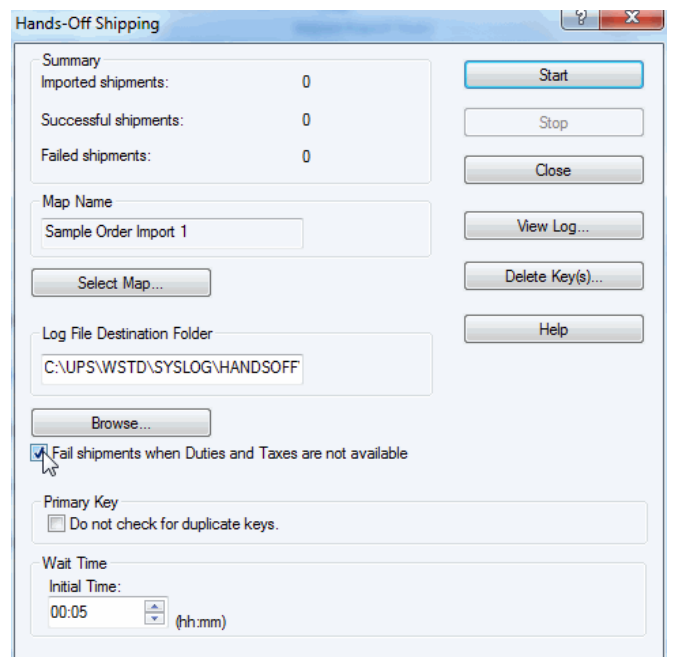 Hands-Off Shipping
Summary
Imported shipments: 0
Successful shipments: 0
Failed shipments: 0
Start
Stop
Close
Map Name
Sample Order Import 1
View Log...
Select Map...
Delete Key(s)...
Log File Destination Folder
Help
C:\UPS\WSTD\SYSLOG\HANDSOFF
Browse...
Fail shipments when Duties and Taxes are not available
Primary Key
Do not check for duplicate keys.
Wait Time
Initial Time:
00:05 (hh:mm)